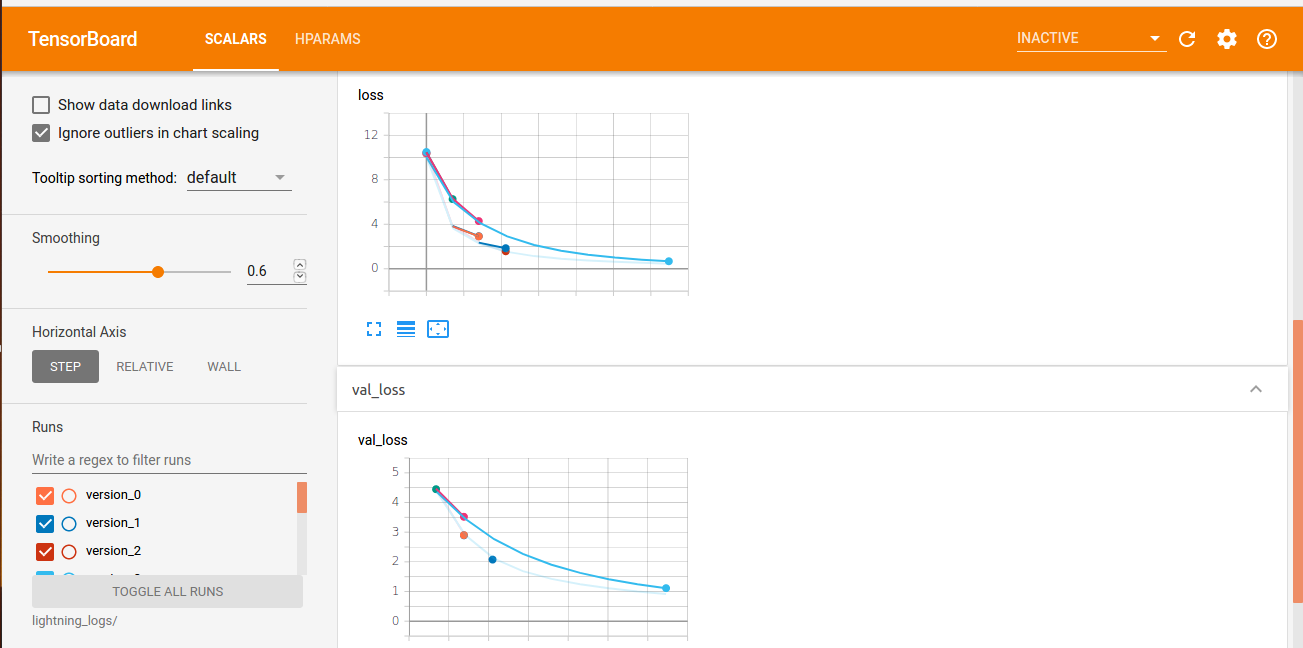 TensorBoard SCALARS HPARAMS INACTIVE
Show data download links
Ignore outliers in chart scaling
Tooltip sorting method: default
Smoothing
0.6
Horizontal Axis
STEP RELATIVE WALL
Runs
Write a regex to filter runs
version_0
version_1
version_2
TOGGLE ALL RUNS
lightning_logs/
loss
12
8
4
0
val_loss
val_loss
5
4
3
2
1
0